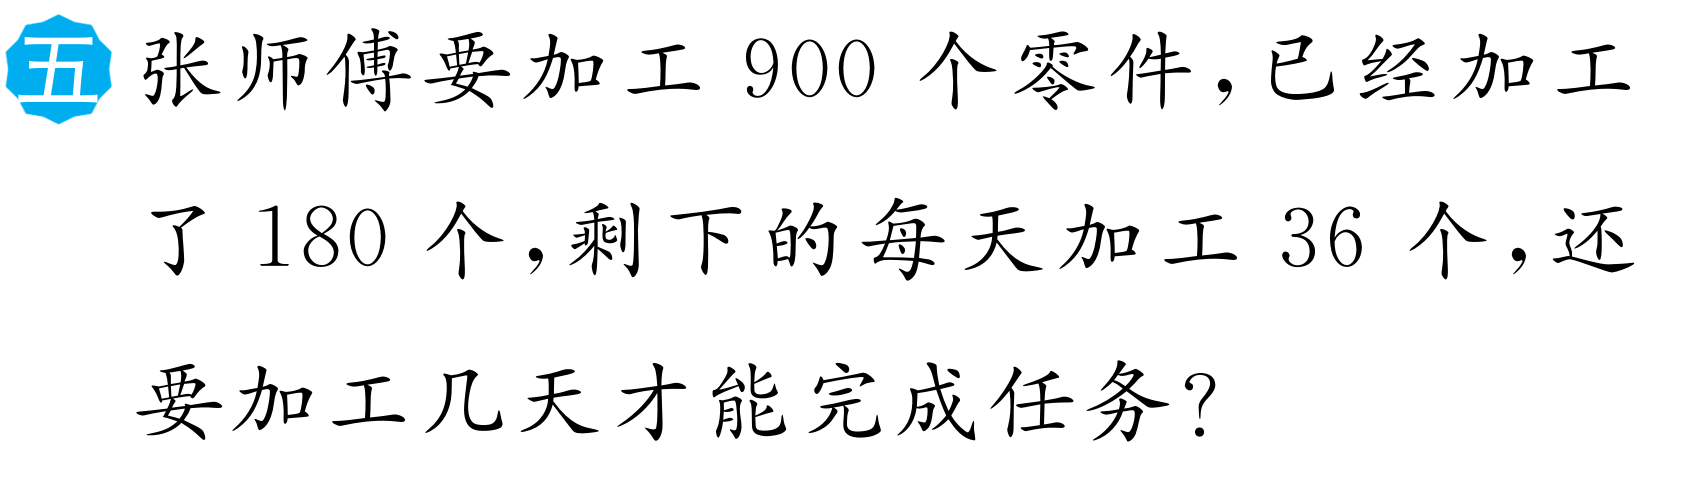 五 张师傅要加工 900 个零件,已经加工
了 180 个,剩下的每天加工 36 个,还
要加工几天才能完成任务?